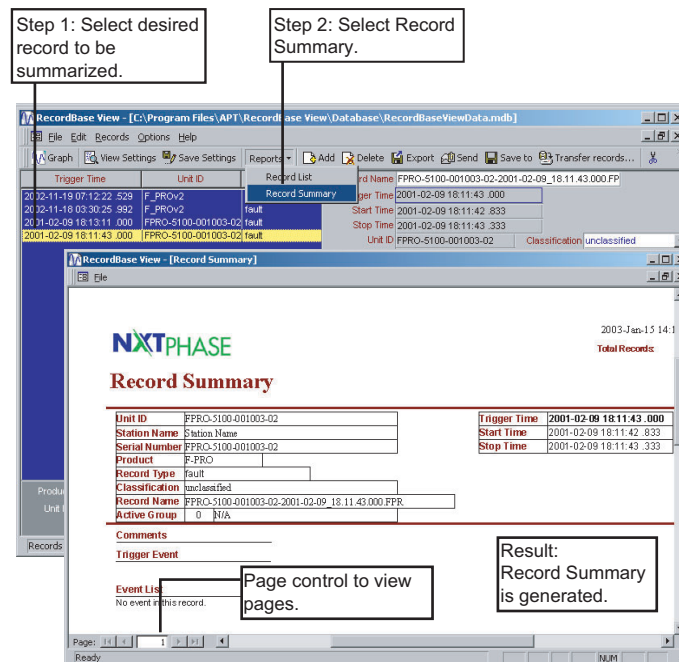 Step 1: Select desired
record to be
summarized.
Step 2: Select Record
Summary.
RecordBase View - [C:\Program Files\APT\RecordBase View\Database\RecordBaseViewData.mdb]
File Edit Records Options Help
Graph View Settings Save Settings Reports Add Delete Export Send Save to Transfer records...
Trigger Time Unit ID
Record List
Record Summary
rd Name FPRO-5100-001003-02-2001-02-09_18.11.43.000.FP
2002-11-19 07:12:22 .529 F_PROv2
ger Time 2001-02-09 18:11:43 .000
2002-11-18 03:30:25 .992 F_PROv2 fault
Start Time 2001-02-09 18:11:42 .833
2001-02-09 18:13:11 .000 FPRO-5100-001003-02 fault
Stop Time 2001-02-09 18:11:43 .333
2001-02-09 18:11:43 .000 FPRO-5100-001003-02 fault
Unit ID FPRO-5100-001003-02 Classification unclassified
RecordBase View - [Record Summary]
File
NXTPHASE
2003-Jan-15 14:1
Total Records:
Record Summary
Unit ID FPRO-5100-001003-02
Trigger Time 2001-02-09 18:11:43 .000
Station Name Station Name
Start Time 2001-02-09 18:11:42 .833
Serial Number FPRO-5100-001003-02
Stop Time 2001-02-09 18:11:43 .333
Product F-PRO
Record Type fault
Classification unclassified
Record Name FPRO-5100-001003-02-2001-02-09_18.11.43.000.FPR
Active Group 0 N/A
Comments
Trigger Event
Event List
No event in this record.
Produ
Unit I
Records
Page control to view
pages.
Result:
Record Summary
is generated.
Page: 1
Ready NUM